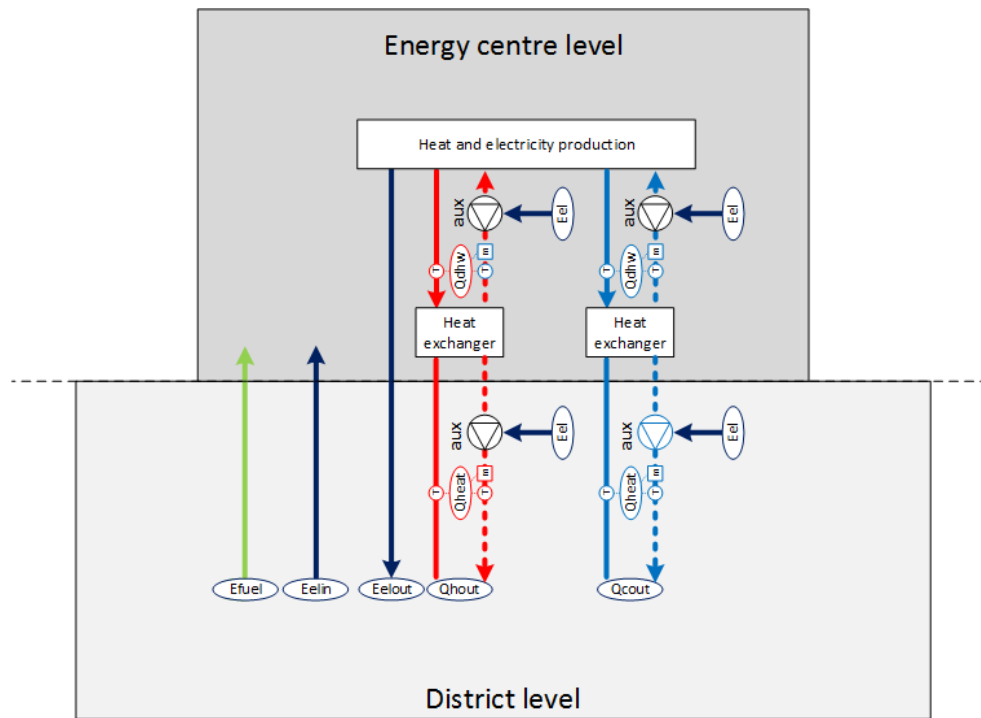 Energy centre level
Heat and electricity production
aux
Eel
aux
Eel
m
m
T
Qdhw
T
T
Qdhw
T
Heat
exchanger
Heat
exchanger
aux
Eel
aux
Eel
m
m
T
Qheat
T
T
Qheat
T
Efuel
Eelin
Eelout
Qhout
Qcout
District level